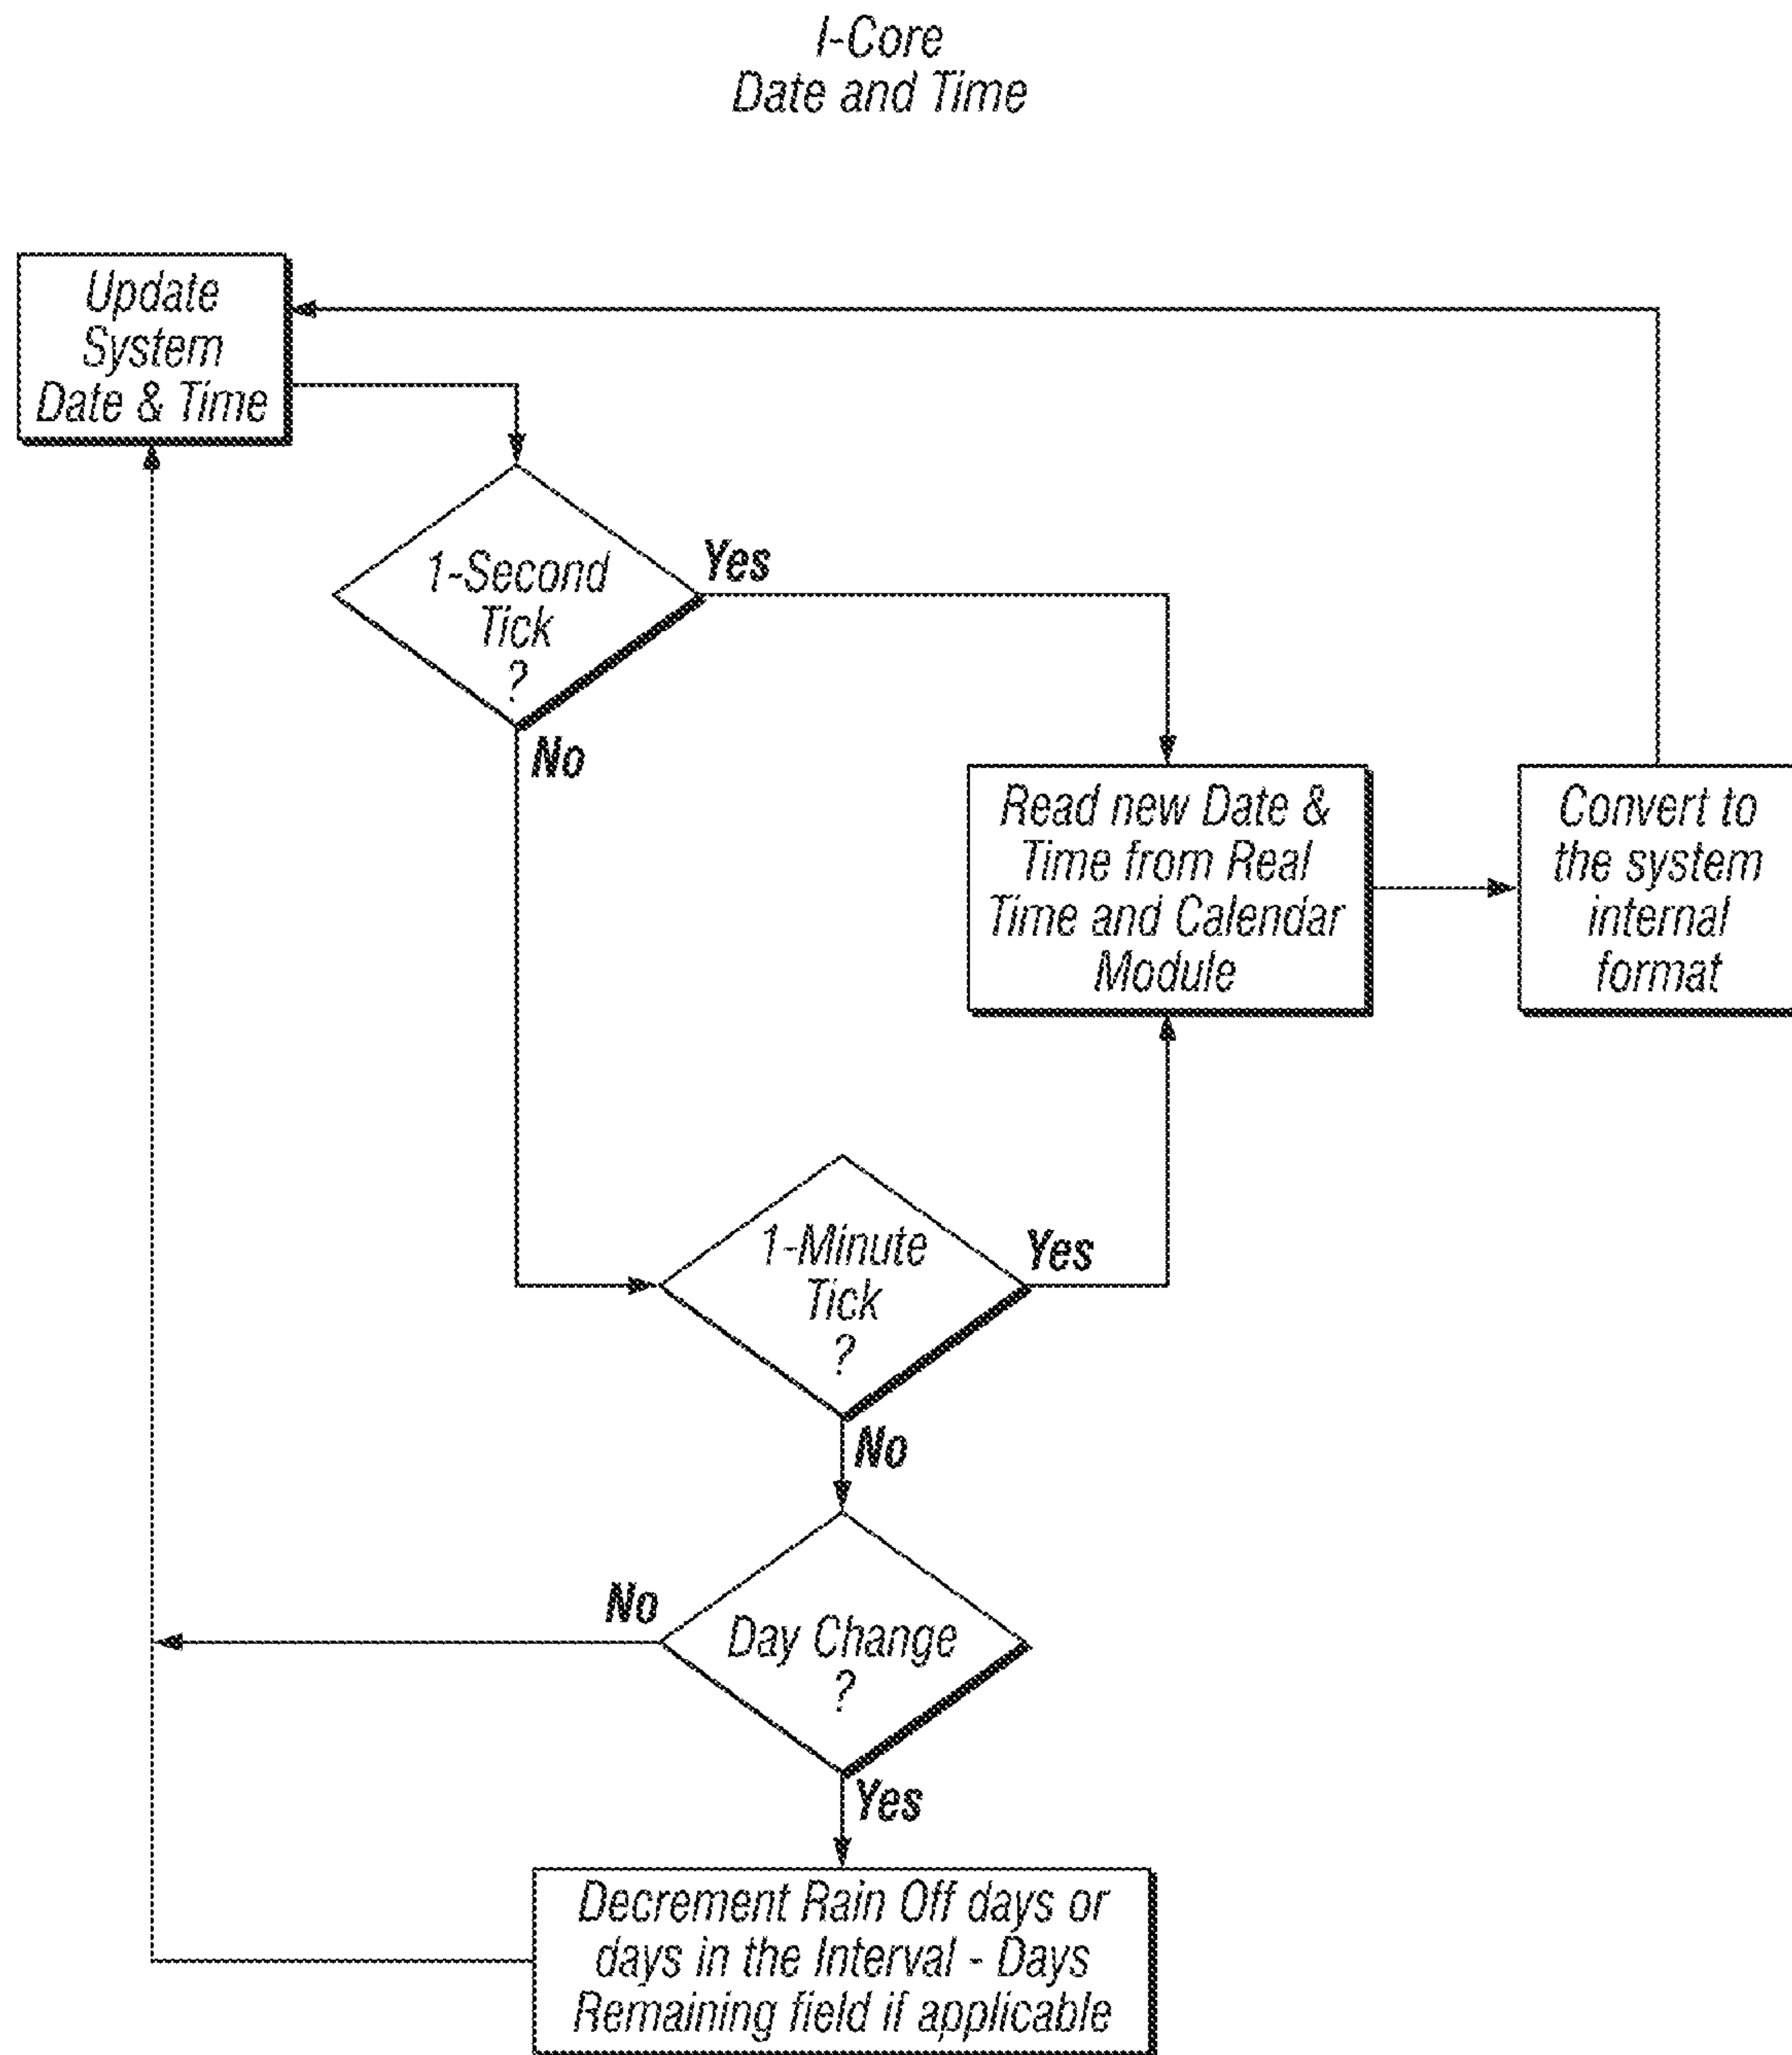 I-Core
Date and Time
Update
System
Date & Time
1-Second
Tick
?
Yes
No
Read new Date &
Time from Real
Time and Calendar
Module
Convert to
the system
internal
format
1-Minute
Tick
?
Yes
No
Day Change
?
No
Yes
Decrement Rain Off days or
days in the Interval - Days
Remaining field if applicable